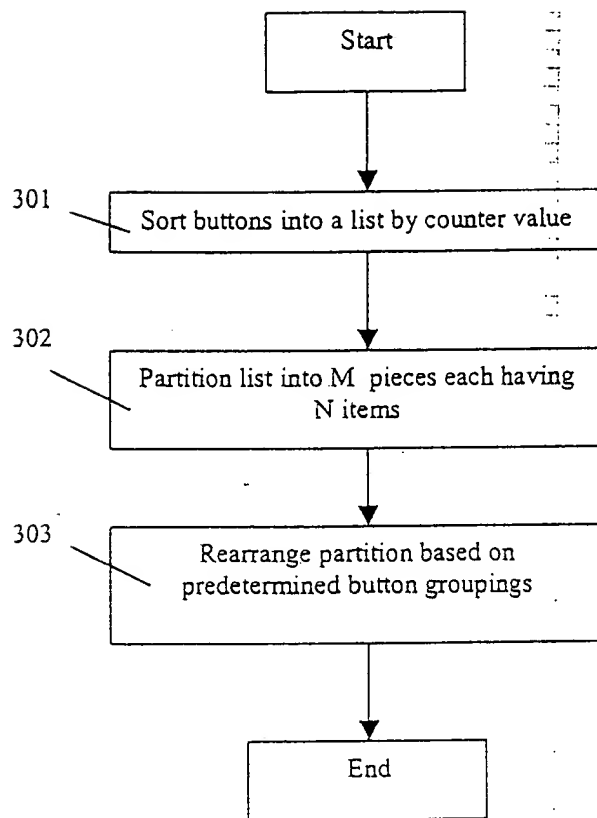 Start
301
Sort buttons into a list by counter value
302
Partition list into M pieces each having
N items
303
Rearrange partition based on
predetermined button groupings
End